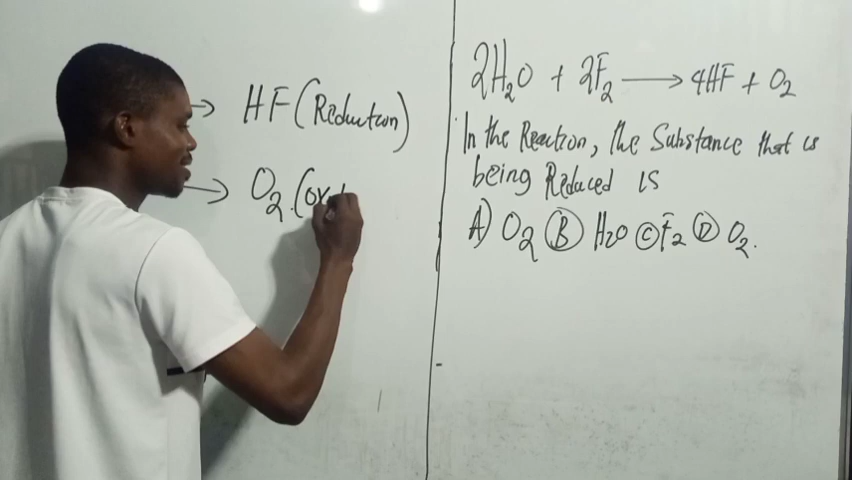 → HF (Reduction)
→ O₂ (ox
2H₂O + 2F₂ → 4HF + O₂
In the Reaction, the Substance that is
being Reduced is
A) O₂ Ⓑ H₂O Ⓒ F₂ Ⓓ O₂.